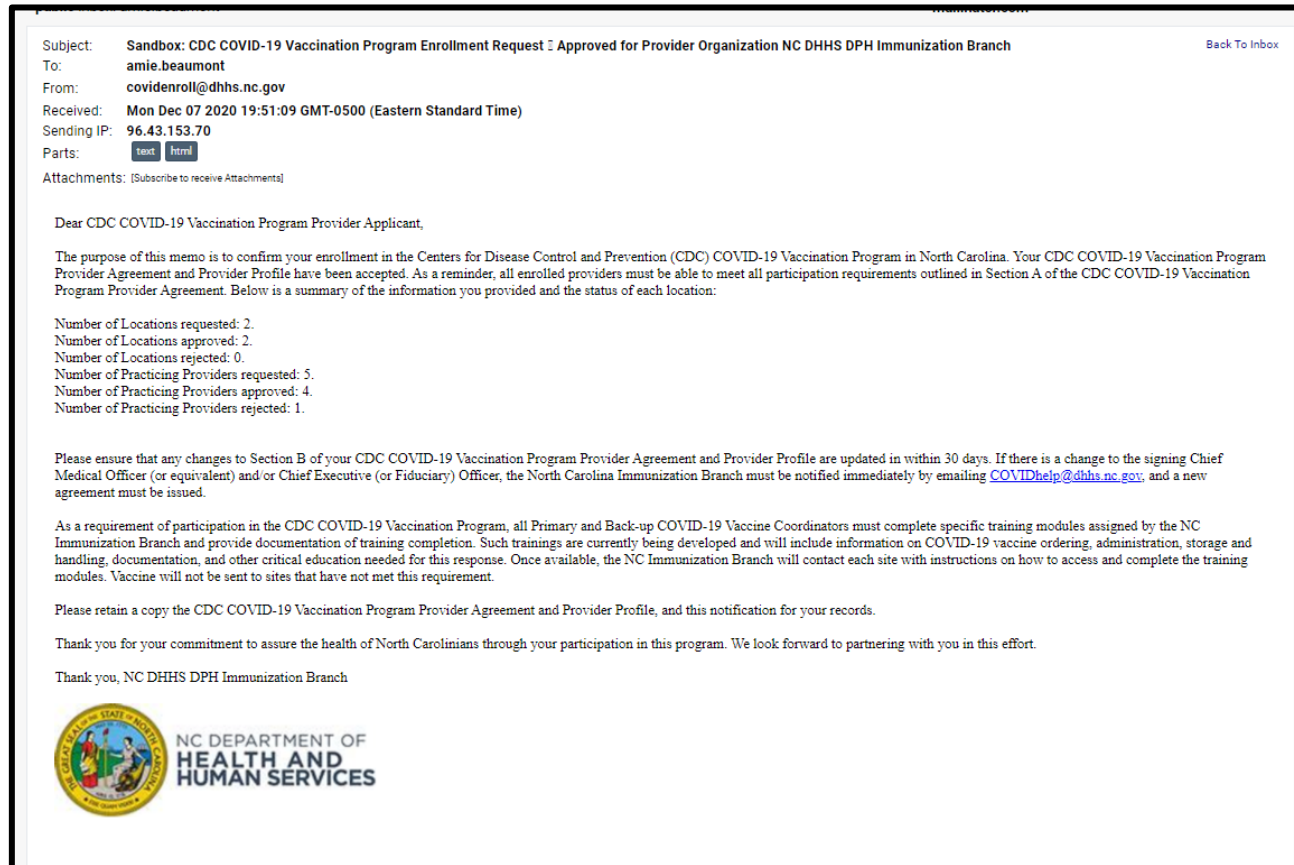 Subject: Sandbox: CDC COVID-19 Vaccination Program Enrollment Request Approved for Provider Organization NC DHHS DPH Immunization Branch Back To Inbox
To: amie.beaumont
From: covidenroll@dhhs.nc.gov
Received: Mon Dec 07 2020 19:51:09 GMT-0500 (Eastern Standard Time)
Sending IP: 96.43.153.70
Parts: text html
Attachments: [Subscribe to receive Attachments]
Dear CDC COVID-19 Vaccination Program Provider Applicant,
The purpose of this memo is to confirm your enrollment in the Centers for Disease Control and Prevention (CDC) COVID-19 Vaccination Program in North Carolina. Your CDC COVID-19 Vaccination Program
Provider Agreement and Provider Profile have been accepted. As a reminder, all enrolled providers must be able to meet all participation requirements outlined in Section A of the CDC COVID-19 Vaccination
Program Provider Agreement. Below is a summary of the information you provided and the status of each location:
Number of Locations requested: 2.
Number of Locations approved: 2.
Number of Locations rejected: 0.
Number of Practicing Providers requested: 5.
Number of Practicing Providers approved: 4.
Number of Practicing Providers rejected: 1.
Please ensure that any changes to Section B of your CDC COVID-19 Vaccination Program Provider Agreement and Provider Profile are updated in within 30 days. If there is a change to the signing Chief
Medical Officer (or equivalent) and/or Chief Executive (or Fiduciary) Officer, the North Carolina Immunization Branch must be notified immediately by emailing COVIDhelp@dhhs.nc.gov, and a new
agreement must be issued.
As a requirement of participation in the CDC COVID-19 Vaccination Program, all Primary and Back-up COVID-19 Vaccine Coordinators must complete specific training modules assigned by the NC
Immunization Branch and provide documentation of training completion. Such trainings are currently being developed and will include information on COVID-19 vaccine ordering, administration, storage and
handling, documentation, and other critical education needed for this response. Once available, the NC Immunization Branch will contact each site with instructions on how to access and complete the training
modules. Vaccine will not be sent to sites that have not met this requirement.
Please retain a copy the CDC COVID-19 Vaccination Program Provider Agreement and Provider Profile, and this notification for your records.
Thank you for your commitment to assure the health of North Carolinians through your participation in this program. We look forward to partnering with you in this effort.
Thank you, NC DHHS DPH Immunization Branch
THE GREAT SEAL OF THE STATE OF NORTH CAROLINA
NC DEPARTMENT OF
HEALTH AND
HUMAN SERVICES